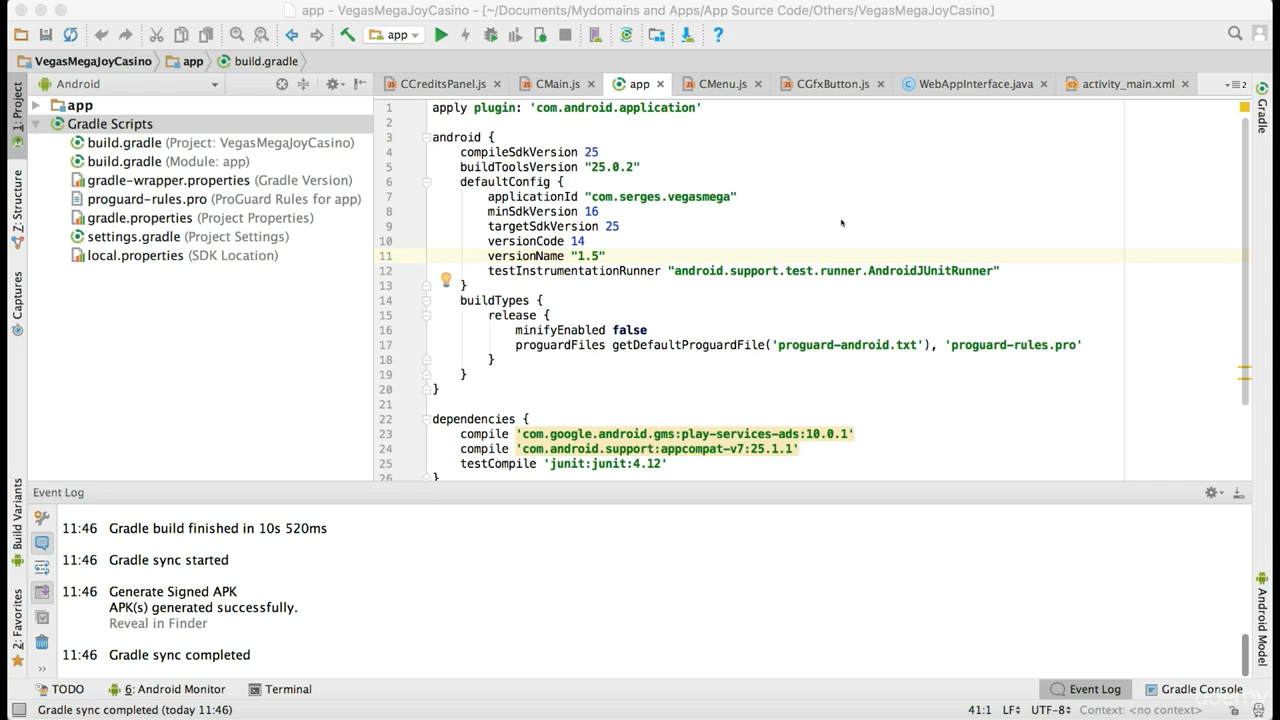 app - VegasMegaJoyCasino - [~/Documents/Mydomains and Apps/App Source Code/Others/VegasMegaJoyCasino]
app
VegasMegaJoyCasino app build.gradle
Android
CCreditsPanel.js CMain.js app CMenu.js CGfxButton.js WebAppInterface.java activity_main.xml
1: Project
Z: Structure
Captures
Build Variants
2: Favorites
app
Gradle Scripts
build.gradle (Project: VegasMegaJoyCasino)
build.gradle (Module: app)
gradle-wrapper.properties (Gradle Version)
proguard-rules.pro (ProGuard Rules for app)
gradle.properties (Project Properties)
settings.gradle (Project Settings)
local.properties (SDK Location)
1 apply plugin: 'com.android.application'
2
3 android {
4 compileSdkVersion 25
5 buildToolsVersion "25.0.2"
6 defaultConfig {
7 applicationId "com.serges.vegasmega"
8 minSdkVersion 16
9 targetSdkVersion 25
10 versionCode 14
11 versionName "1.5"
12 testInstrumentationRunner "android.support.test.runner.AndroidJUnitRunner"
13 }
14 buildTypes {
15 release {
16 minifyEnabled false
17 proguardFiles getDefaultProguardFile('proguard-android.txt'), 'proguard-rules.pro'
18 }
19 }
20 }
21
22 dependencies {
23 compile 'com.google.android.gms:play-services-ads:10.0.1'
24 compile 'com.android.support:appcompat-v7:25.1.1'
25 testCompile 'junit:junit:4.12'
26 }
Gradle
Android Model
Event Log
11:46 Gradle build finished in 10s 520ms
11:46 Gradle sync started
11:46 Generate Signed APK
APK(s) generated successfully.
Reveal in Finder
11:46 Gradle sync completed
TODO 6: Android Monitor Terminal Event Log Gradle Console
Gradle sync completed (today 11:46) 41:1 LF UTF-8 Context: <no context>
udemy